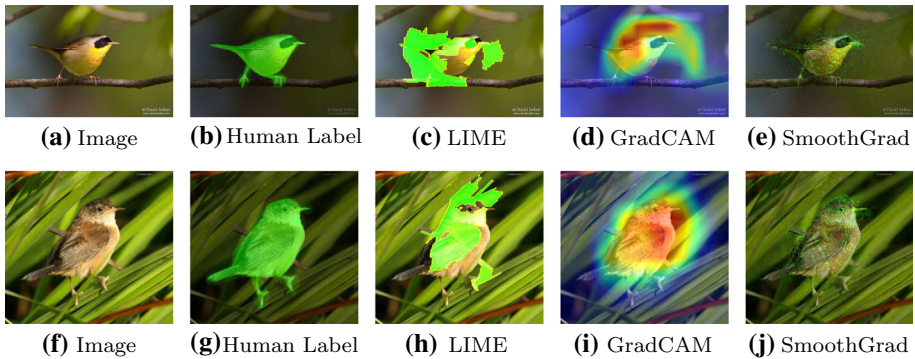 (a) Image (b) Human Label (c) LIME (d) GradCAM (e) SmoothGrad
(f) Image (g) Human Label (h) LIME (i) GradCAM (j) SmoothGrad